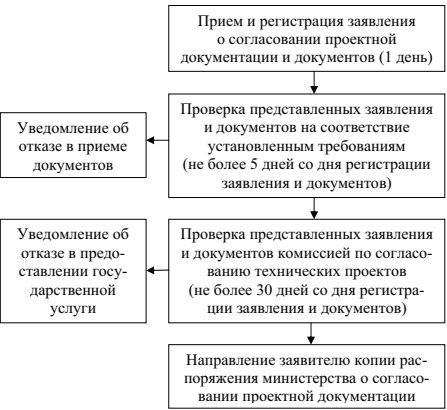 Прием и регистрация заявления
о согласовании проектной
документации и документов (1 день)
Проверка представленных заявления
и документов на соответствие
установленным требованиям
(не более 5 дней со дня регистрации
заявления и документов)
Уведомление об
отказе в приеме
документов
Проверка представленных заявления
и документов комиссией по согласо-
ванию технических проектов
(не более 30 дней со дня регистра-
ции заявления и документов)
Уведомление об
отказе в предо-
ставлении госу-
дарственной
услуги
Направление заявителю копии рас-
поряжения министерства о согласо-
вании проектной документации